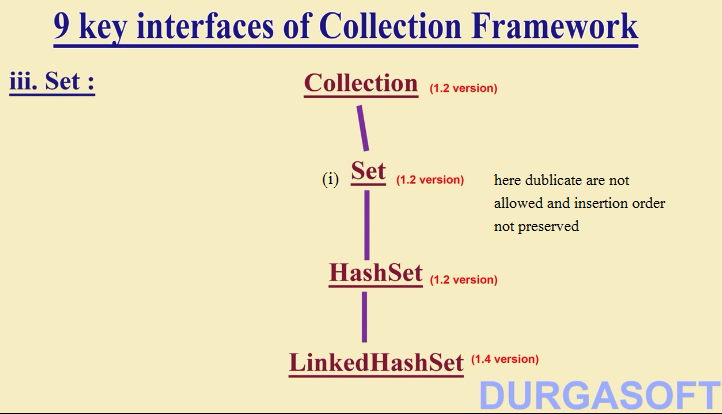 9 key interfaces of Collection Framework
iii. Set :
Collection (1.2 version)
(i) Set (1.2 version)
here dublicate are not
allowed and insertion order
not preserved
HashSet (1.2 version)
LinkedHashSet (1.4 version)
DURGASOFT